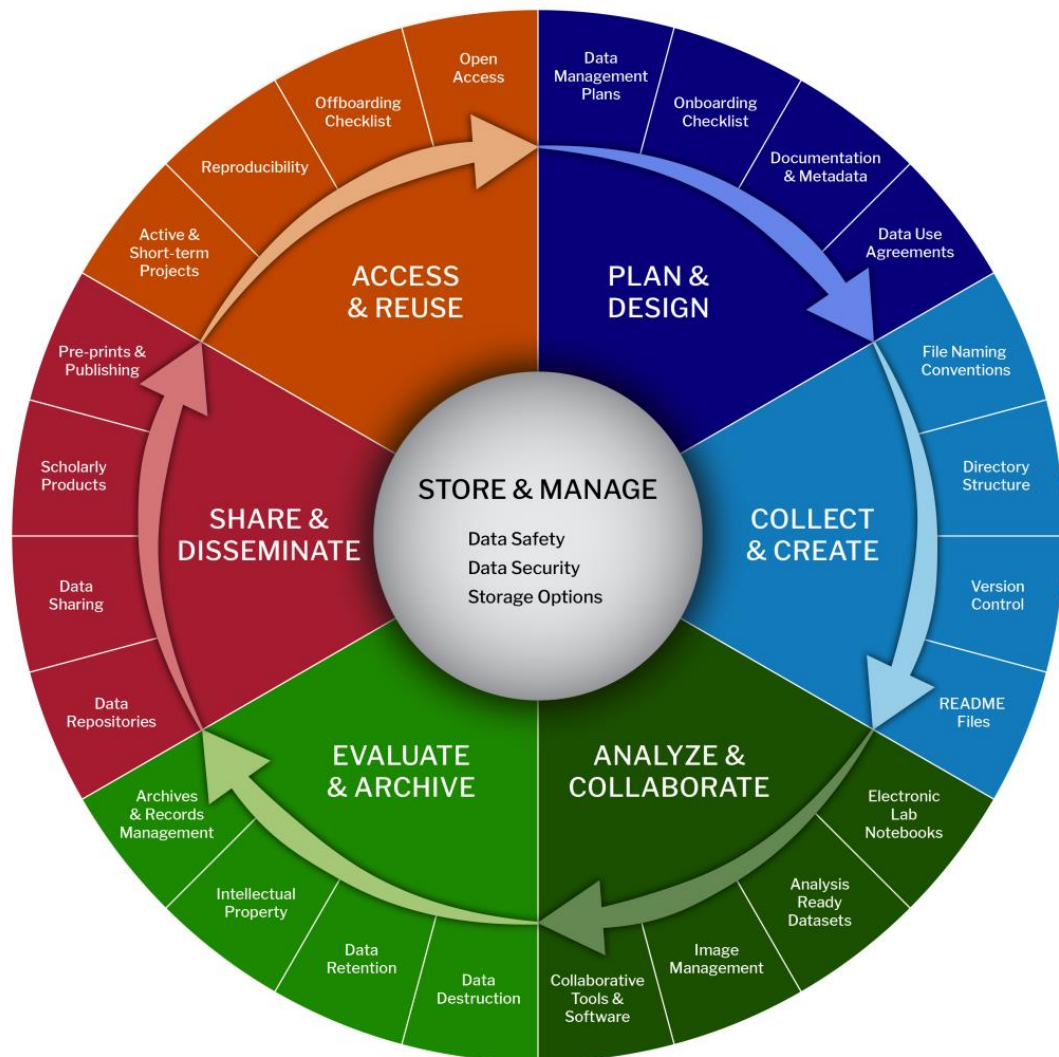 Open
Access
Offboarding
Checklist
Reproducibility
Active &
Short-term
Projects
ACCESS
& REUSE
Data
Management
Plans
Onboarding
Checklist
Documentation
& Metadata
Data Use
Agreements
PLAN &
DESIGN
File Naming
Conventions
Directory
Structure
Version
Control
README
Files
COLLECT
& CREATE
Electronic
Lab
Notebooks
Analysis
Ready
Datasets
Image
Management
Collaborative
Tools &
Software
ANALYZE &
COLLABORATE
Data
Destruction
Data
Retention
Intellectual
Property
Archives
& Records
Management
EVALUATE
& ARCHIVE
Data
Repositories
Data
Sharing
Scholarly
Products
Pre-prints &
Publishing
SHARE &
DISSEMINATE
STORE & MANAGE
Data Safety
Data Security
Storage Options